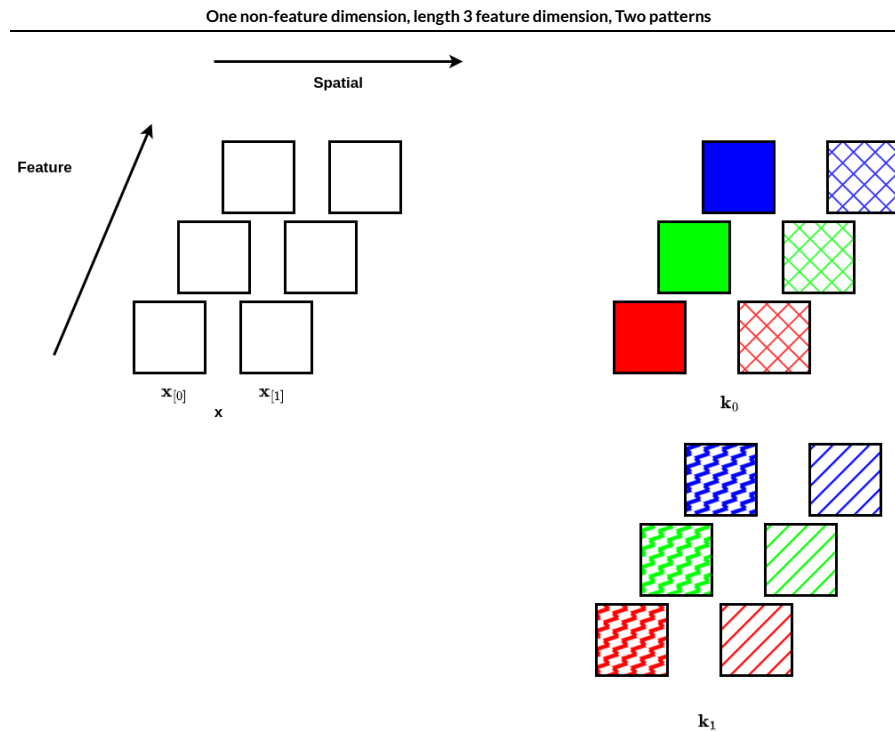 One non-feature dimension, length 3 feature dimension, Two patterns
Spatial
Feature
x[0] x[1]
x
k0
k1